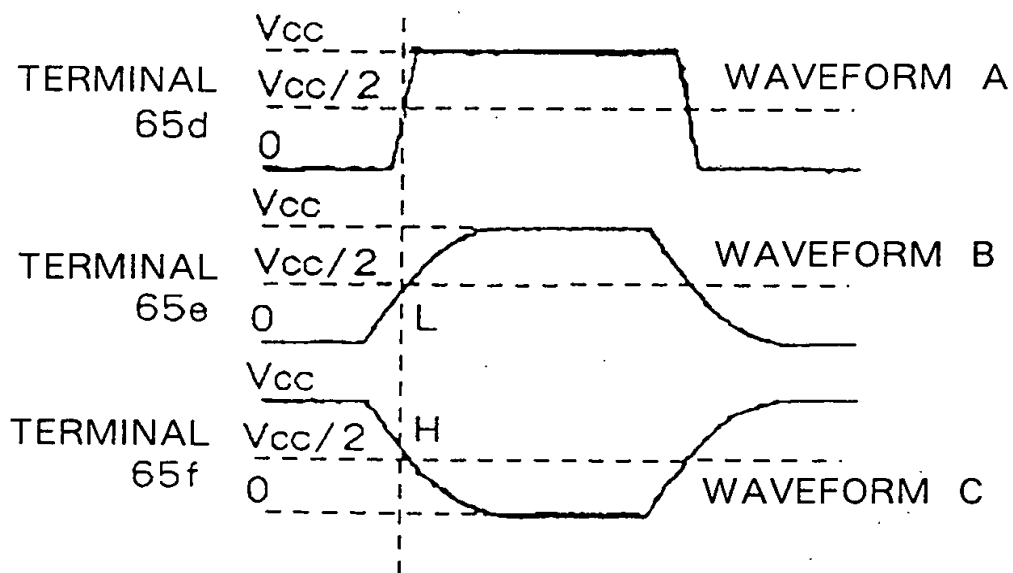 Vcc
TERMINAL 65d
Vcc/2
WAVEFORM A
0
Vcc
TERMINAL 65e
Vcc/2
WAVEFORM B
0
L
Vcc
TERMINAL 65f
Vcc/2
H
0
WAVEFORM C